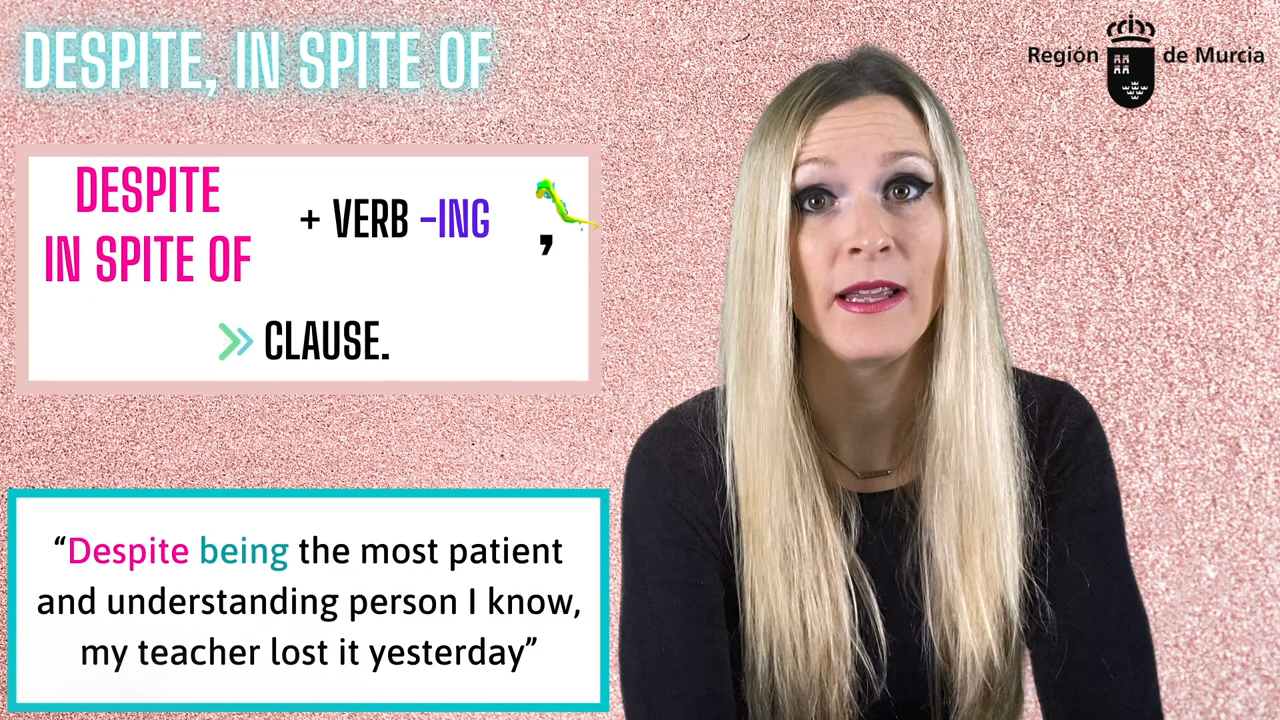 DESPITE, IN SPITE OF
Región de Murcia
DESPITE
IN SPITE OF
+ VERB -ING ,
CLAUSE.
“Despite being the most patient
and understanding person I know,
my teacher lost it yesterday”